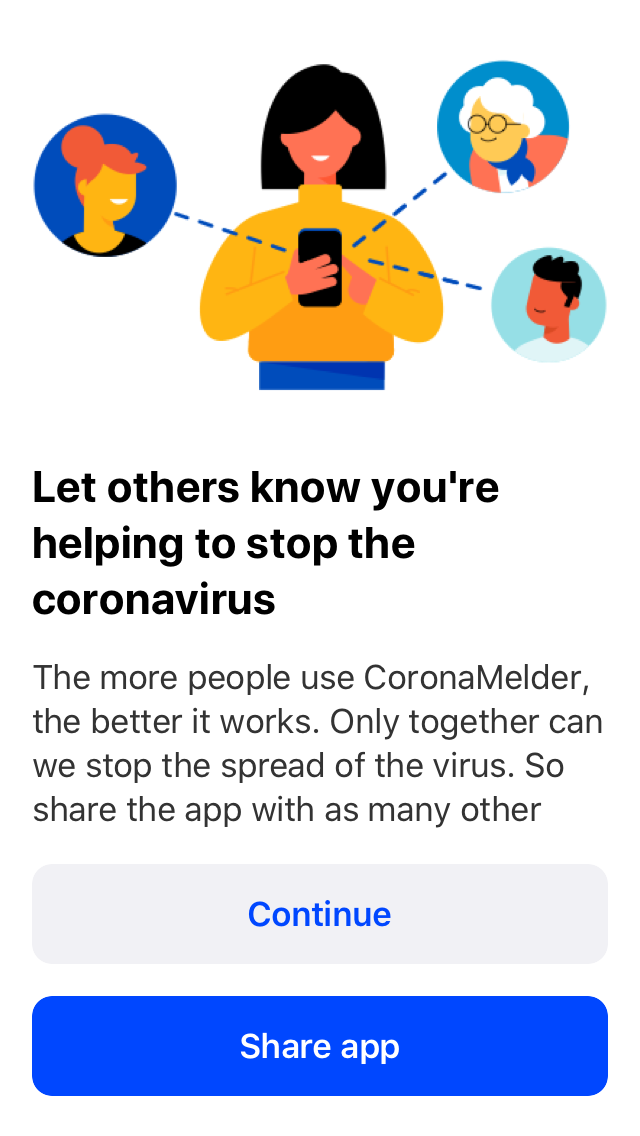 Let others know you're
helping to stop the
coronavirus
The more people use CoronaMelder,
the better it works. Only together can
we stop the spread of the virus. So
share the app with as many other
Continue
Share app